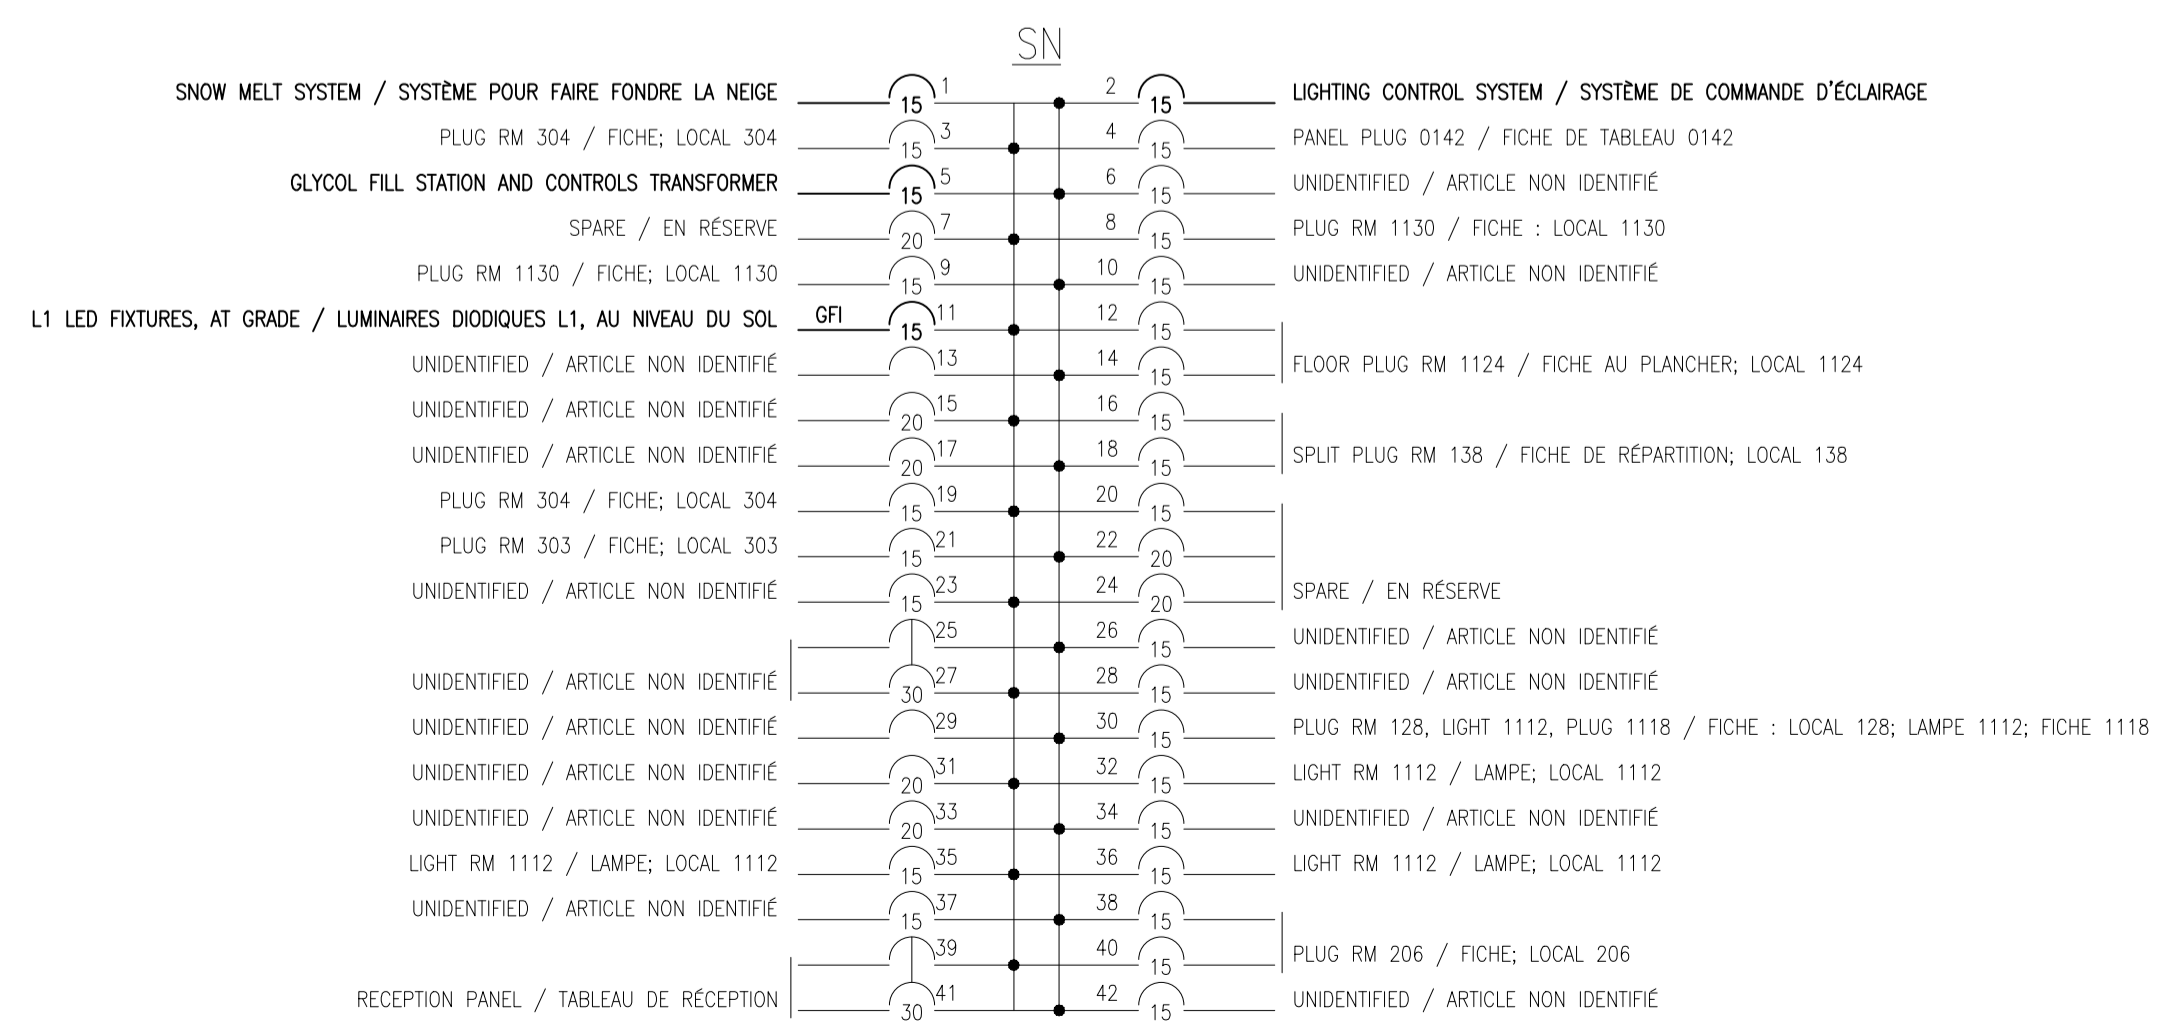 SN
SNOW MELT SYSTEM / SYSTÈME POUR FAIRE FONDRE LA NEIGE 15 1 2 15 LIGHTING CONTROL SYSTEM / SYSTÈME DE COMMANDE D'ÉCLAIRAGE
PLUG RM 304 / FICHE; LOCAL 304 15 3 4 15 PANEL PLUG 0142 / FICHE DE TABLEAU 0142
GLYCOL FILL STATION AND CONTROLS TRANSFORMER 15 5 6 15 UNIDENTIFIED / ARTICLE NON IDENTIFIÉ
SPARE / EN RÉSERVE 20 7 8 15 PLUG RM 1130 / FICHE : LOCAL 1130
PLUG RM 1130 / FICHE; LOCAL 1130 15 9 10 15 UNIDENTIFIED / ARTICLE NON IDENTIFIÉ
L1 LED FIXTURES, AT GRADE / LUMINAIRES DIODIQUES L1, AU NIVEAU DU SOL GFI 15 11 12 15
UNIDENTIFIED / ARTICLE NON IDENTIFIÉ 13 14 15 FLOOR PLUG RM 1124 / FICHE AU PLANCHER; LOCAL 1124
UNIDENTIFIED / ARTICLE NON IDENTIFIÉ 20 15 16 15
UNIDENTIFIED / ARTICLE NON IDENTIFIÉ 20 17 18 15 SPLIT PLUG RM 138 / FICHE DE RÉPARTITION; LOCAL 138
PLUG RM 304 / FICHE; LOCAL 304 15 19 20 15
PLUG RM 303 / FICHE; LOCAL 303 15 21 22 20
UNIDENTIFIED / ARTICLE NON IDENTIFIÉ 15 23 24 20 SPARE / EN RÉSERVE
25 26 15 UNIDENTIFIED / ARTICLE NON IDENTIFIÉ
UNIDENTIFIED / ARTICLE NON IDENTIFIÉ 30 27 28 15 UNIDENTIFIED / ARTICLE NON IDENTIFIÉ
UNIDENTIFIED / ARTICLE NON IDENTIFIÉ 29 30 15 PLUG RM 128, LIGHT 1112, PLUG 1118 / FICHE : LOCAL 128; LAMPE 1112; FICHE 1118
UNIDENTIFIED / ARTICLE NON IDENTIFIÉ 20 31 32 15 LIGHT RM 1112 / LAMPE; LOCAL 1112
UNIDENTIFIED / ARTICLE NON IDENTIFIÉ 20 33 34 15 UNIDENTIFIED / ARTICLE NON IDENTIFIÉ
LIGHT RM 1112 / LAMPE; LOCAL 1112 15 35 36 15 LIGHT RM 1112 / LAMPE; LOCAL 1112
UNIDENTIFIED / ARTICLE NON IDENTIFIÉ 15 37 38 15
39 40 15 PLUG RM 206 / FICHE; LOCAL 206
RECEPTION PANEL / TABLEAU DE RÉCEPTION 30 41 42 15 UNIDENTIFIED / ARTICLE NON IDENTIFIÉ